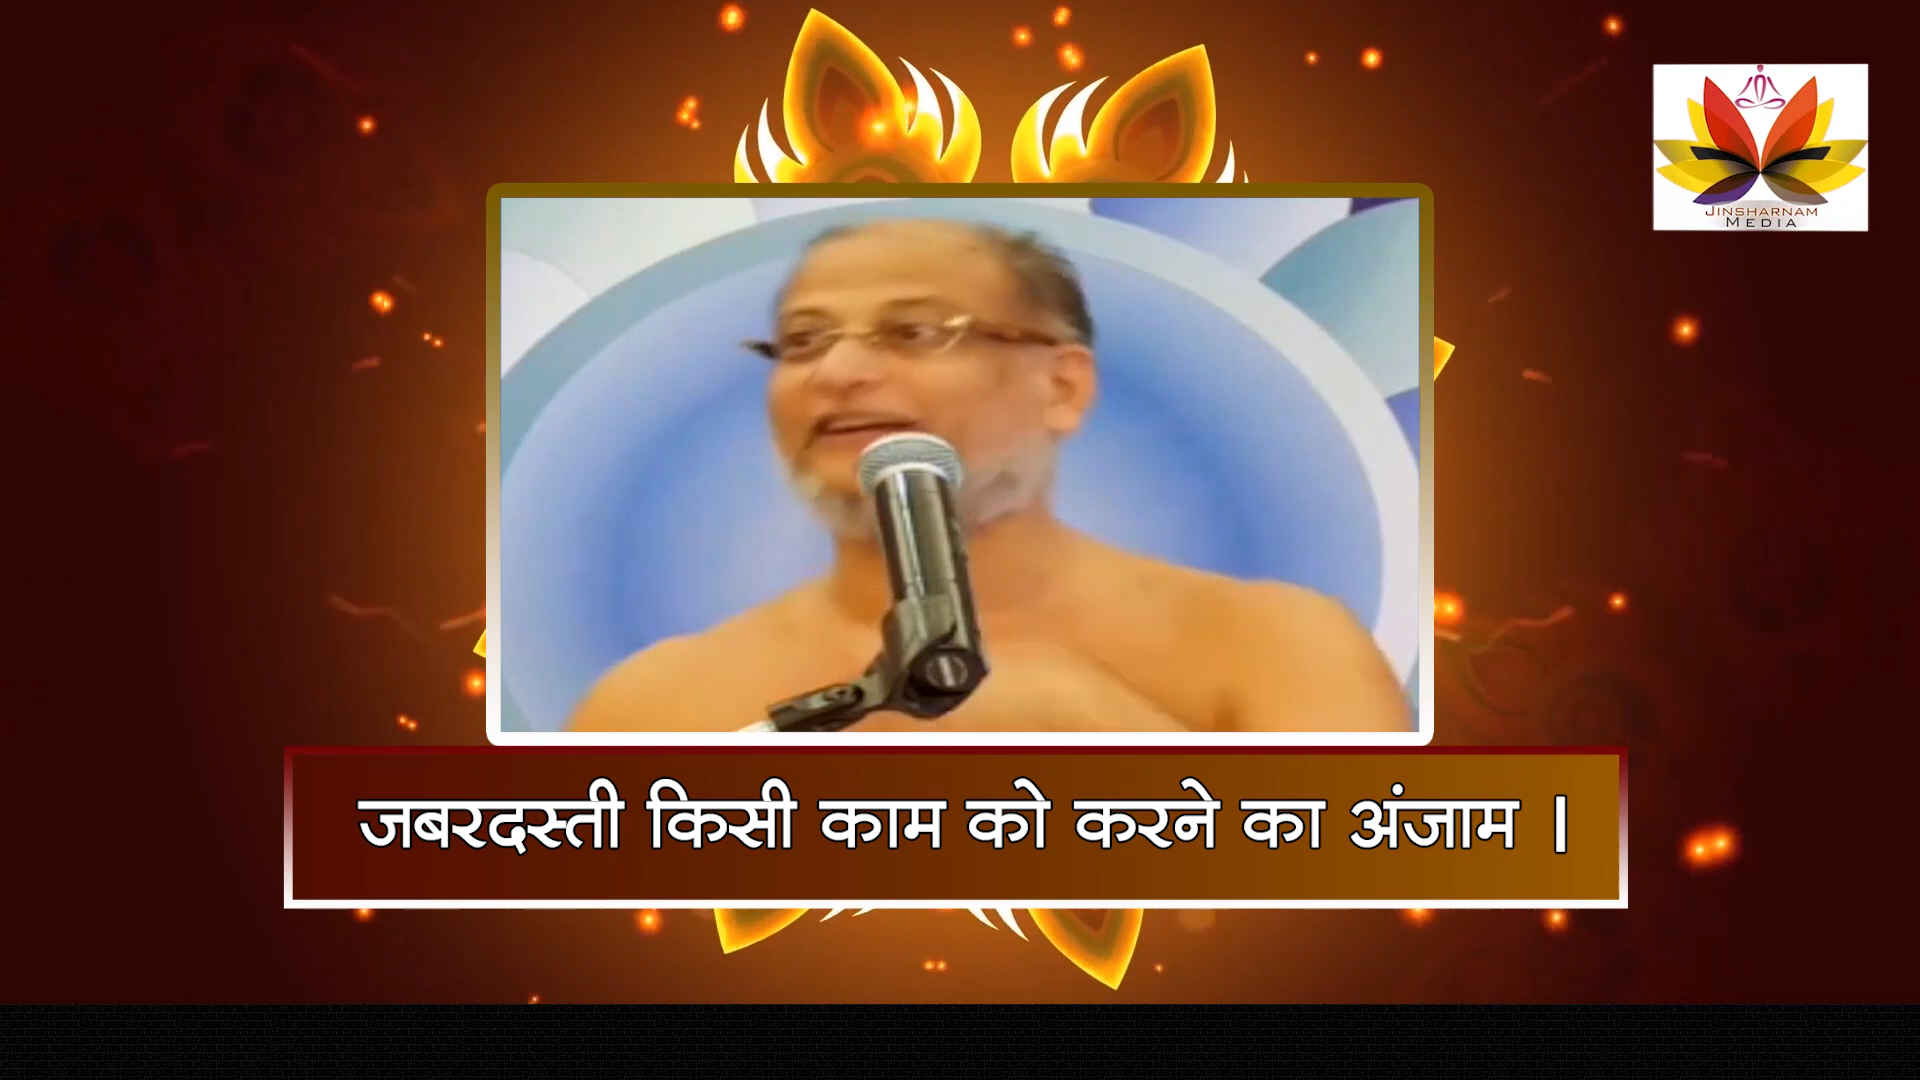 JINSHARNAM
MEDIA
जबरदस्ती किसी काम को करने का अंजाम ।